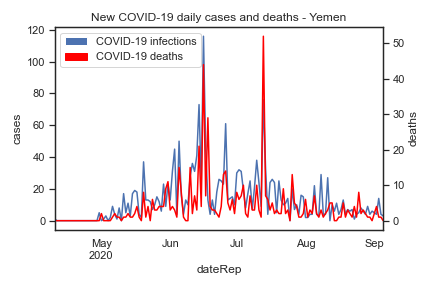 New COVID-19 daily cases and deaths - Yemen
COVID-19 infections
COVID-19 deaths
120
100
80
60
40
20
0
cases
50
40
30
20
10
0
deaths
May
2020
Jun
Jul
Aug
Sep
dateRep